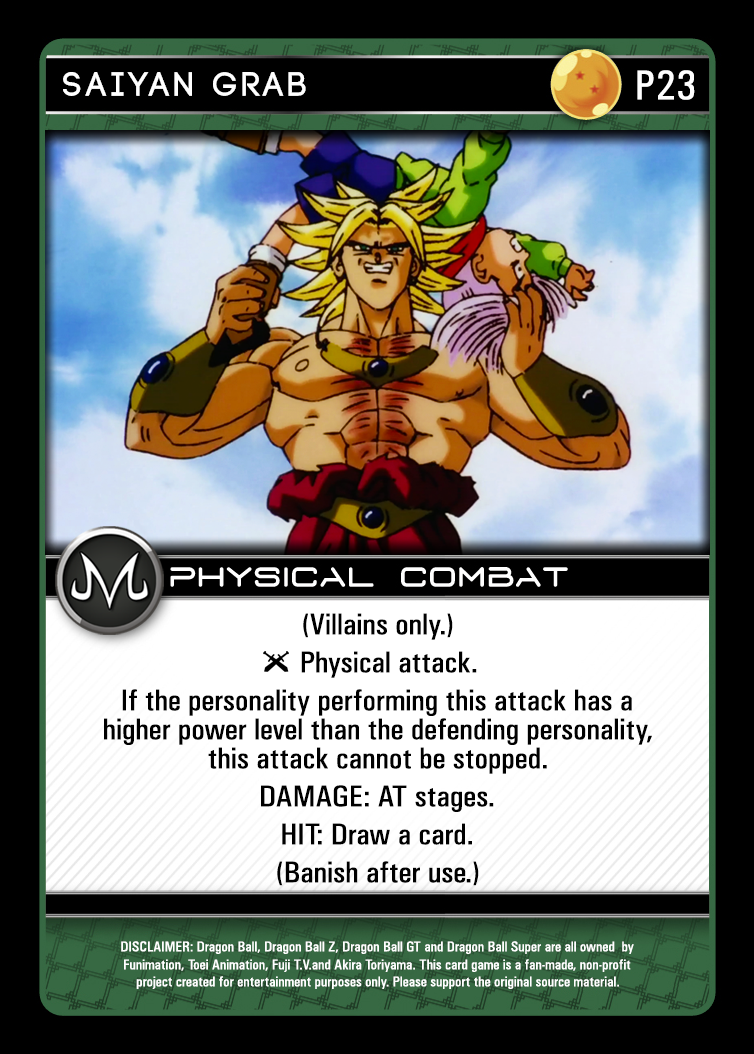 SAIYAN GRAB
P23
PHYSICAL COMBAT
(Villains only.)
Physical attack.
If the personality performing this attack has a
higher power level than the defending personality,
this attack cannot be stopped.
DAMAGE: AT stages.
HIT: Draw a card.
(Banish after use.)
DISCLAIMER: Dragon Ball, Dragon Ball Z, Dragon Ball GT and Dragon Ball Super are all owned by
Funimation, Toei Animation, Fuji T.V.and Akira Toriyama. This card game is a fan-made, non-profit
project created for entertainment purposes only. Please support the original source material.